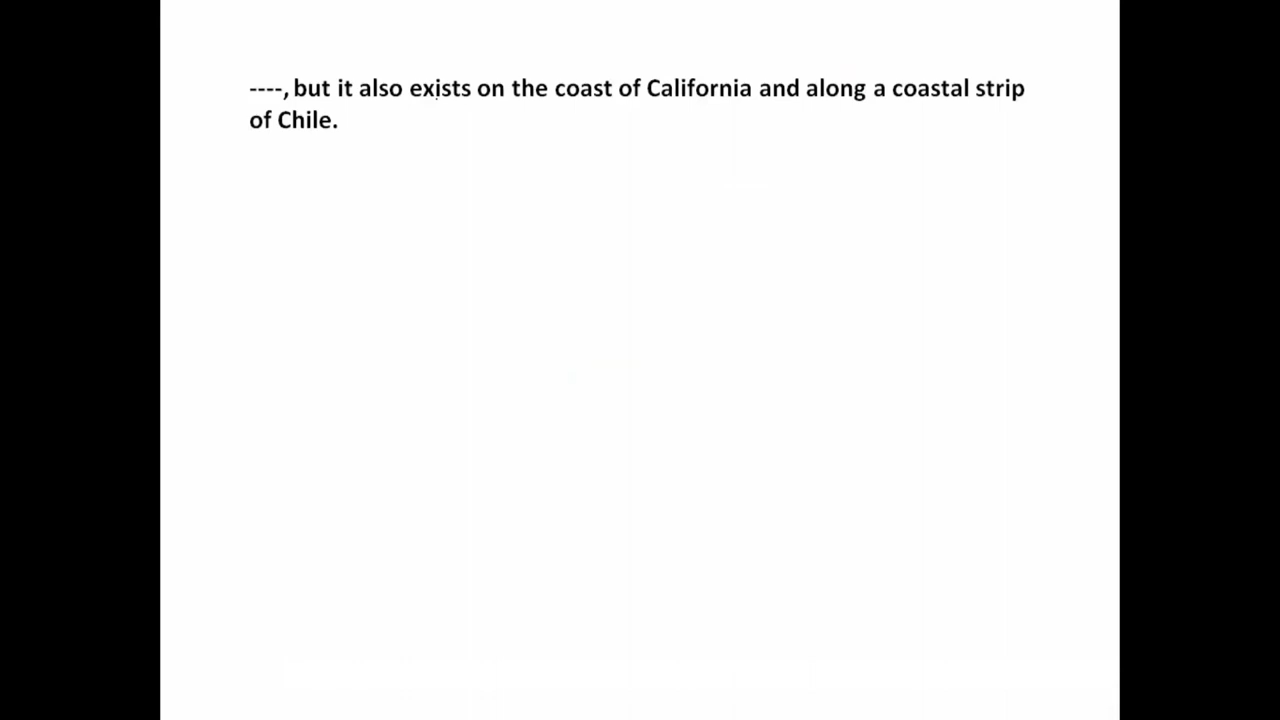 ----, but it also exists on the coast of California and along a coastal strip
of Chile.